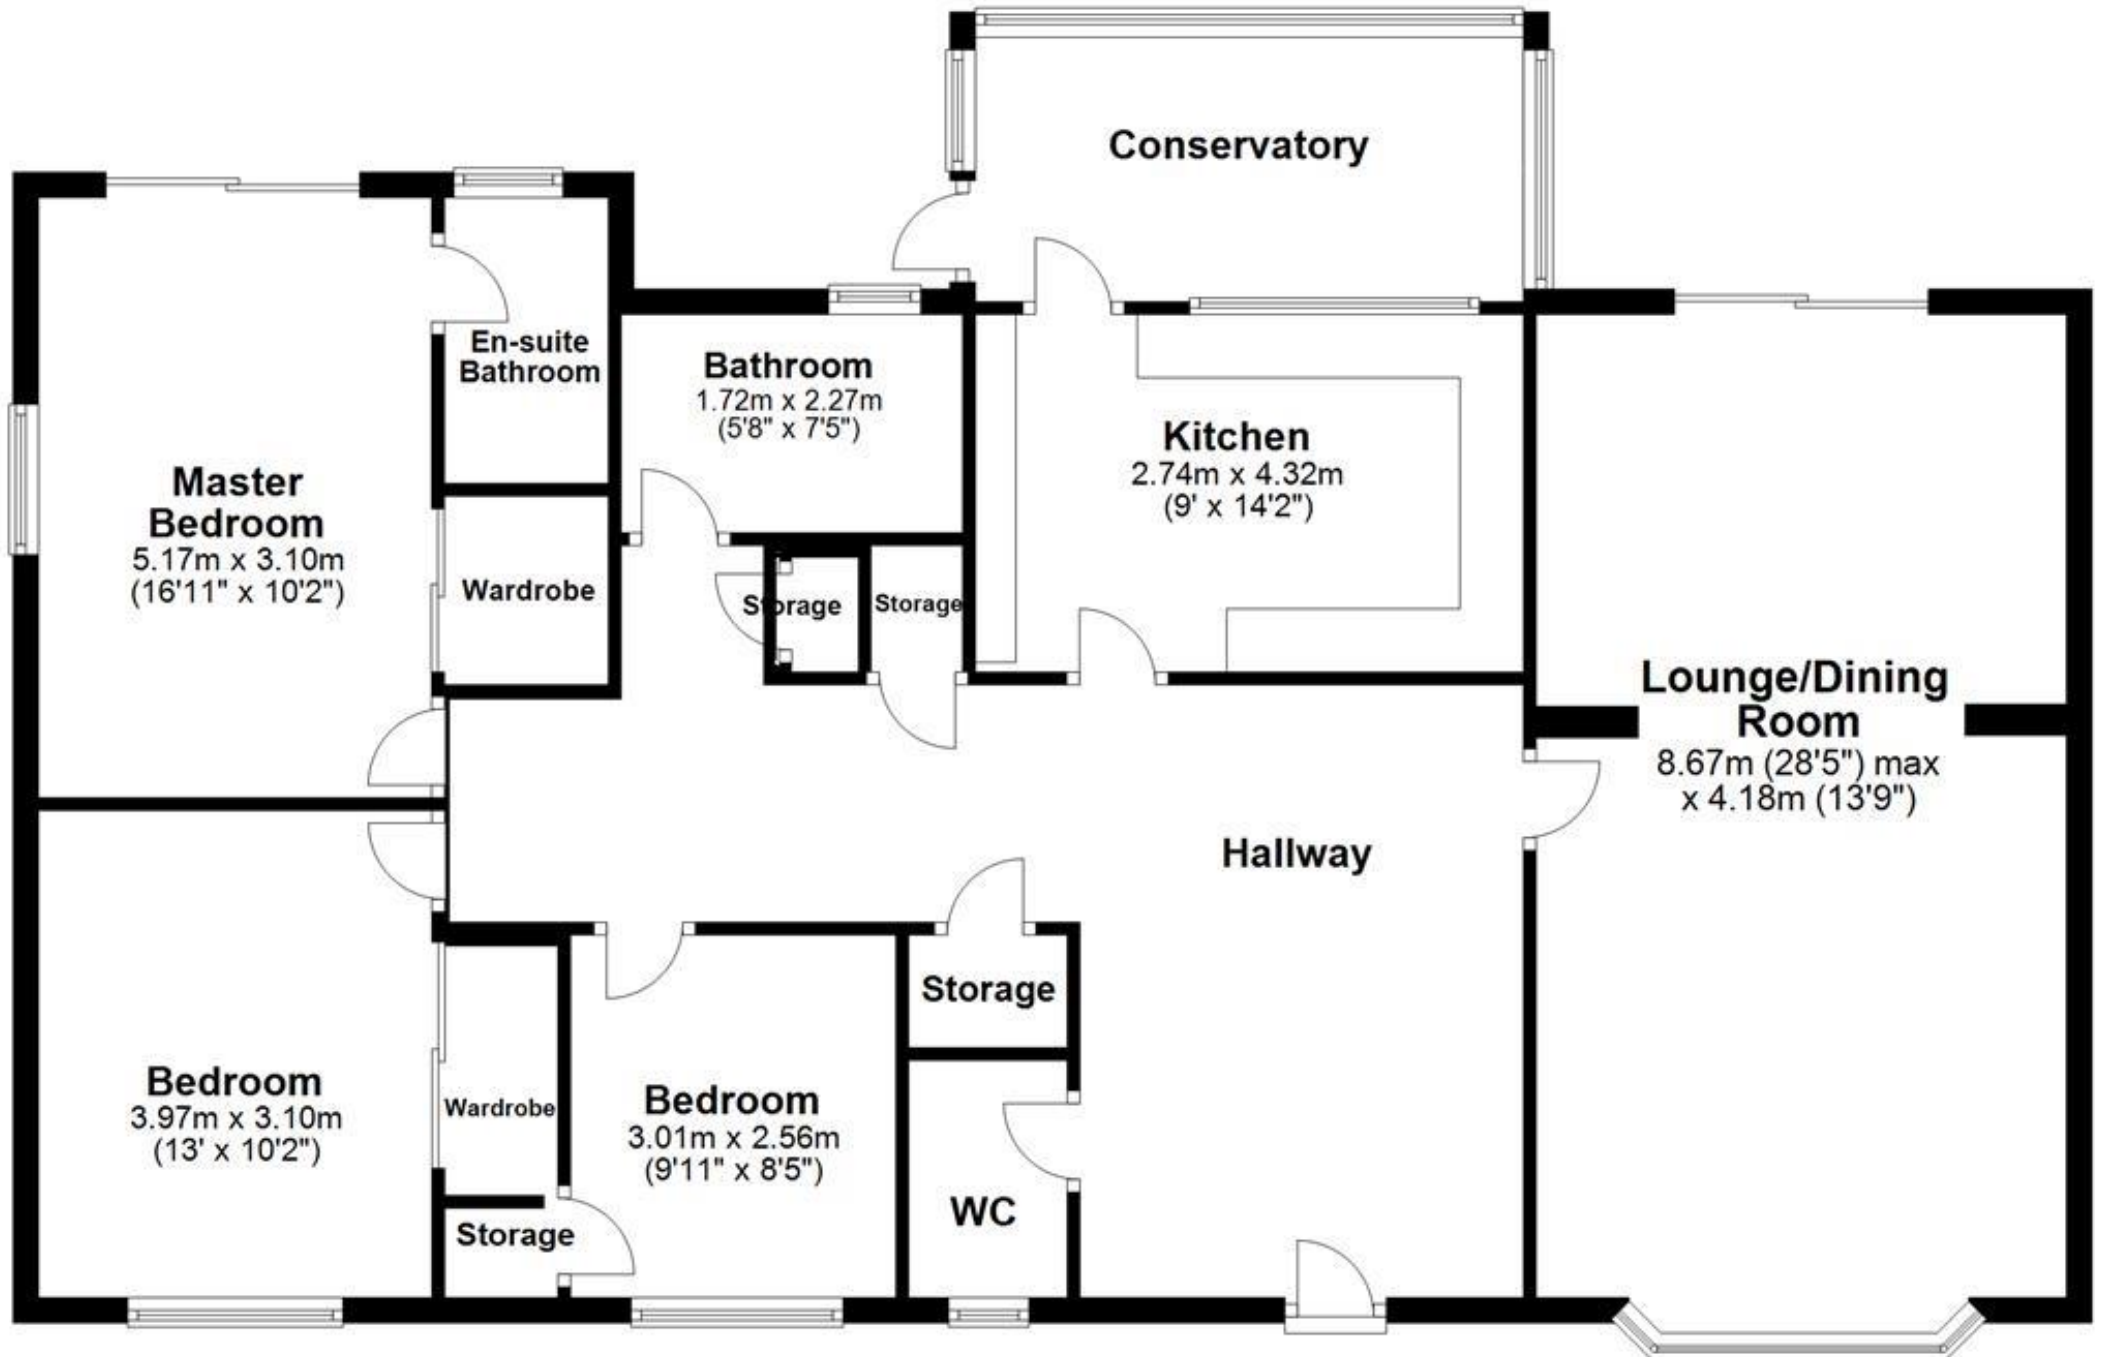 Conservatory
En-suite
Bathroom
Bathroom
1.72m x 2.27m
(5'8" x 7'5")
Kitchen
2.74m x 4.32m
(9' x 14'2")
Master
Bedroom
5.17m x 3.10m
(16'11" x 10'2")
Wardrobe
Storage
Storage
Lounge/Dining
Room
8.67m (28'5") max
x 4.18m (13'9")
Hallway
Storage
Bedroom
3.97m x 3.10m
(13' x 10'2")
Wardrobe
Bedroom
3.01m x 2.56m
(9'11" x 8'5")
Storage
WC